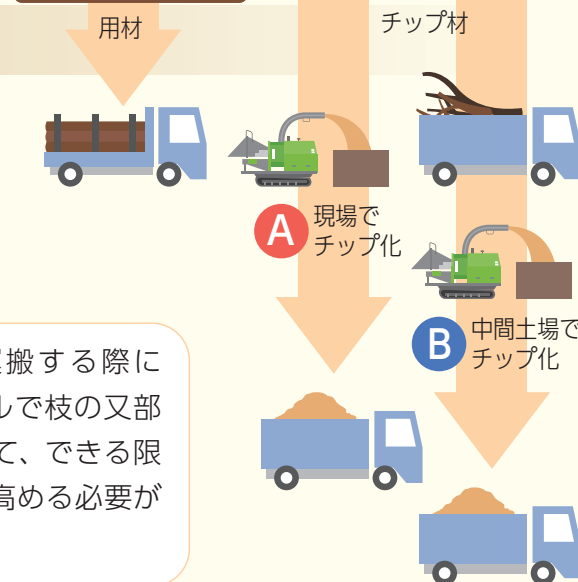 用材
チップ材
A
現場で
チップ化
B
中間土場で
チップ化
搬する際に
ルで枝の又部
て、できる限
高める必要が